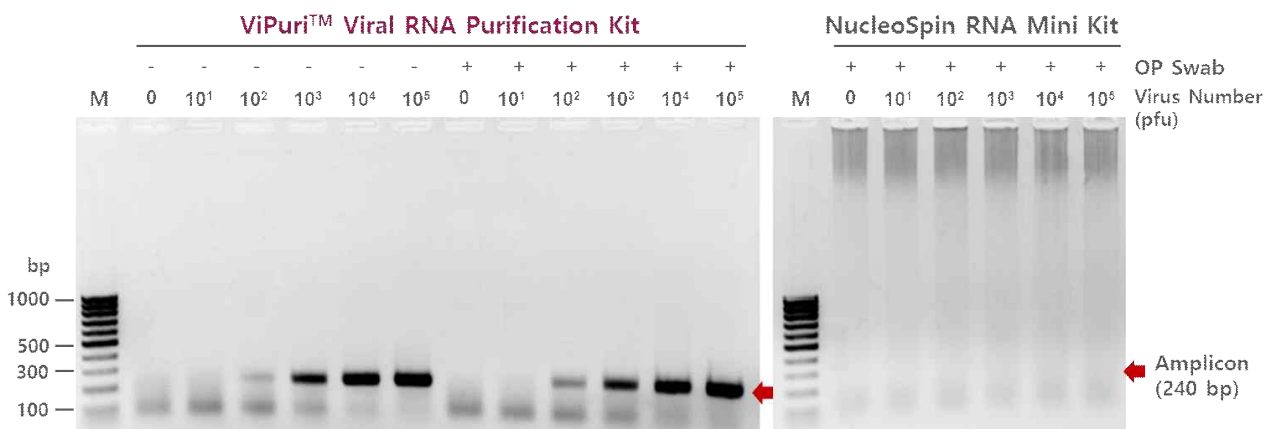 ViPuri™ Viral RNA Purification Kit
NucleoSpin RNA Mini Kit
- - - - - - + + + + + +
+ + + + + + OP Swab
M 0 10¹ 10² 10³ 10⁴ 10⁵ 0 10¹ 10² 10³ 10⁴ 10⁵
M 0 10¹ 10² 10³ 10⁴ 10⁵ Virus Number
(pfu)
bp
1000
500
300
100
Amplicon
(240 bp)